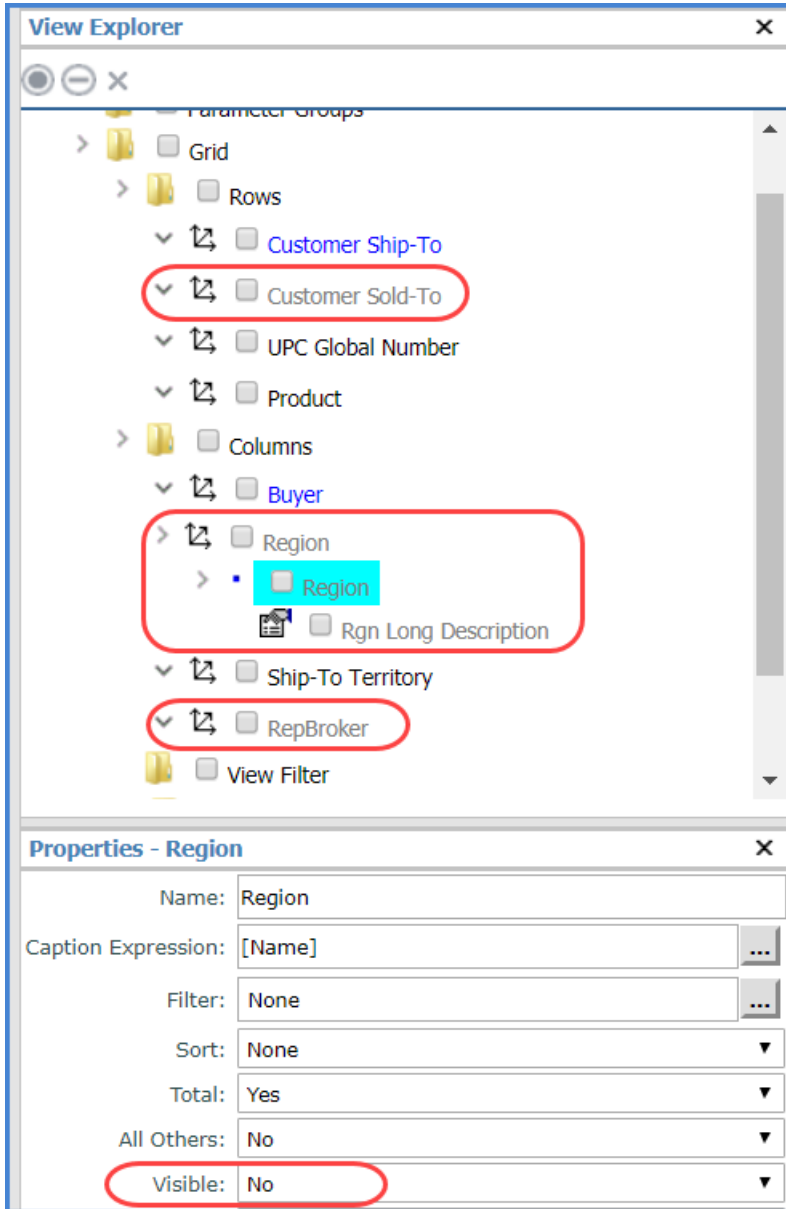 View Explorer
Parameter Groups
Grid
Rows
Customer Ship-To
Customer Sold-To
UPC Global Number
Product
Columns
Buyer
Region
Region
Rgn Long Description
Ship-To Territory
RepBroker
View Filter
Properties - Region
Name: Region
Caption Expression: [Name] ...
Filter: None ...
Sort: None
Total: Yes
All Others: No
Visible: No